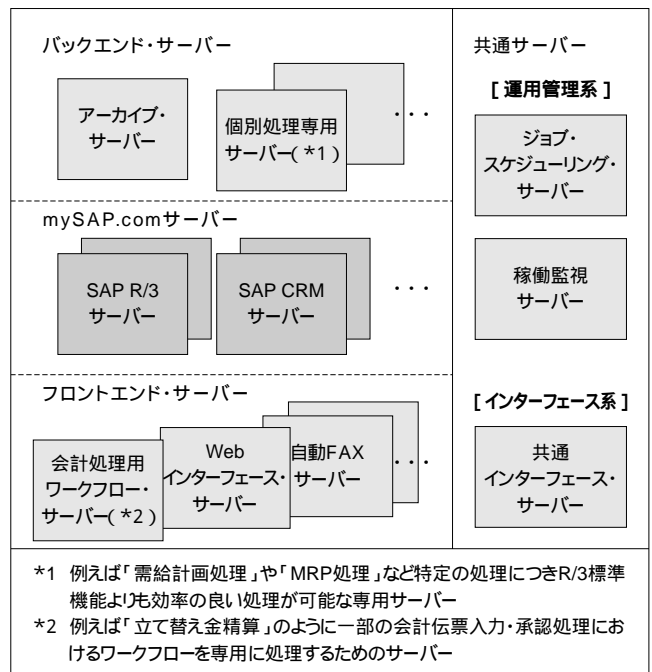 バックエンド・サーバー
アーカイブ・
サーバー
個別処理専用
サーバー(*1)
・・・
mySAP.comサーバー
SAP R/3
サーバー
SAP CRM
サーバー
・・・
フロントエンド・サーバー
会計処理用
ワークフロー・
サーバー(*2)
Web
インターフェース・
サーバー
自動FAX
サーバー
・・・
共通サーバー
[運用管理系]
ジョブ・
スケジューリング・
サーバー
稼働監視
サーバー
[インターフェース系]
共通
インターフェース・
サーバー
*1 例えば「需給計画処理」や「MRP処理」など特定の処理につきR/3標準
機能よりも効率の良い処理が可能な専用サーバー
*2 例えば「立て替え金精算」のように一部の会計伝票入力・承認処理にお
けるワークフローを専用に処理するためのサーバー